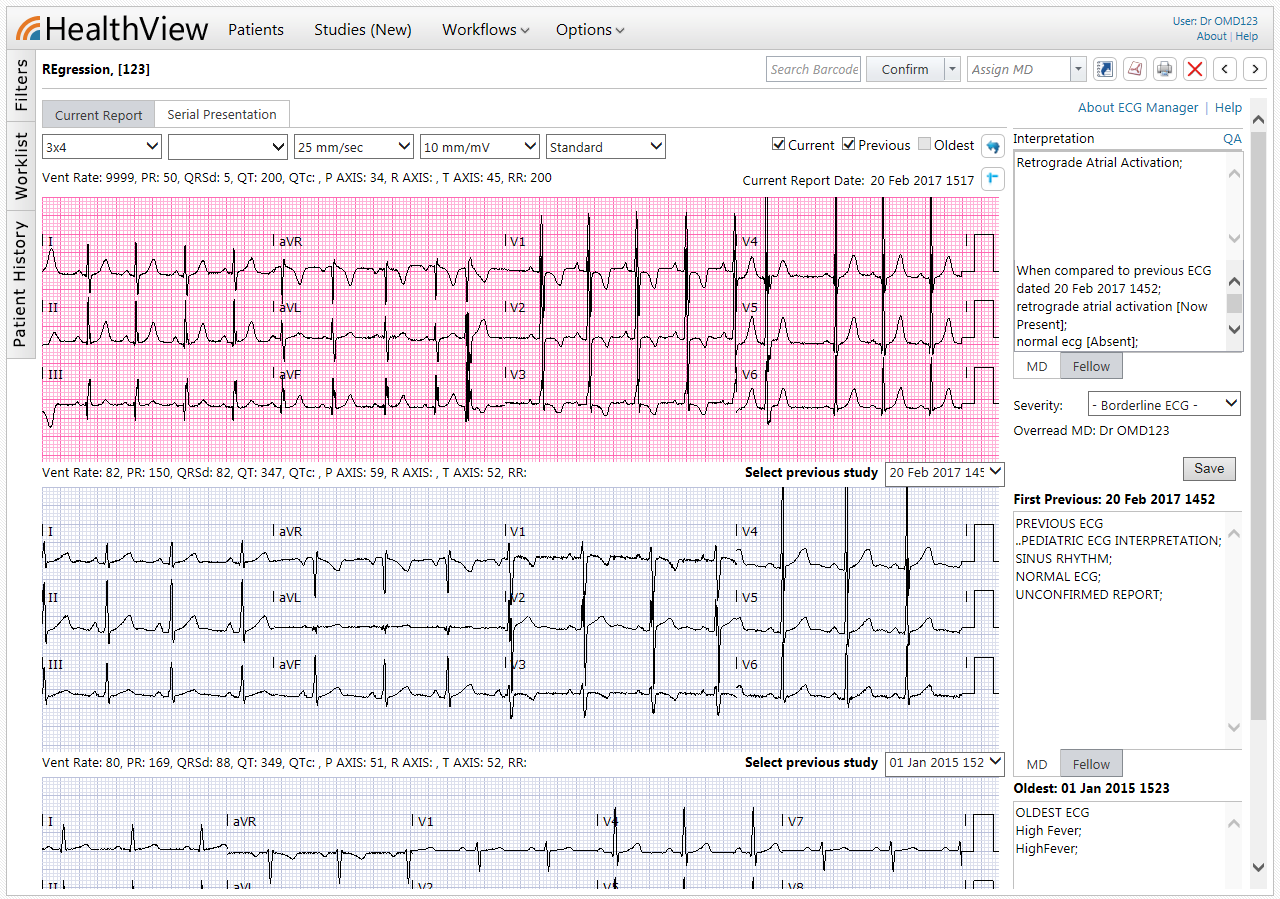 HealthView
Patients
Studies (New)
Workflows
Options
User: Dr OMD123
About | Help
Filters
Worklist
Patient History
REgression, [123]
Search Barcode
Confirm
Assign MD
Current Report
Serial Presentation
About ECG Manager | Help
3x4
25 mm/sec
10 mm/mV
Standard
Current
Previous
Oldest
Vent Rate: 9999, PR: 50, QRSd: 5, QT: 200, QTc: , P AXIS: 34, R AXIS: , T AXIS: 45, RR: 200
Current Report Date: 20 Feb 2017 1517
I aVR V1 V4
II aVL V2 V5
III aVF V3 V6
Interpretation
QA
Retrograde Atrial Activation;
When compared to previous ECG
dated 20 Feb 2017 1452;
retrograde atrial activation [Now
Present];
normal ecg [Absent];
MD
Fellow
Severity:
- Borderline ECG -
Overread MD: Dr OMD123
Save
Vent Rate: 82, PR: 150, QRSd: 82, QT: 347, QTc: , P AXIS: 59, R AXIS: , T AXIS: 52, RR:
Select previous study
20 Feb 2017 145
I aVR V1 V4
II aVL V2 V5
III aVF V3 V6
First Previous: 20 Feb 2017 1452
PREVIOUS ECG
..PEDIATRIC ECG INTERPRETATION;
SINUS RHYTHM;
NORMAL ECG;
UNCONFIRMED REPORT;
MD
Fellow
Vent Rate: 80, PR: 169, QRSd: 88, QT: 349, QTc: , P AXIS: 51, R AXIS: , T AXIS: 52, RR:
Select previous study
01 Jan 2015 152
I aVR V1 V4 V7
II aVL V2 V5 V8
Oldest: 01 Jan 2015 1523
OLDEST ECG
High Fever;
HighFever;